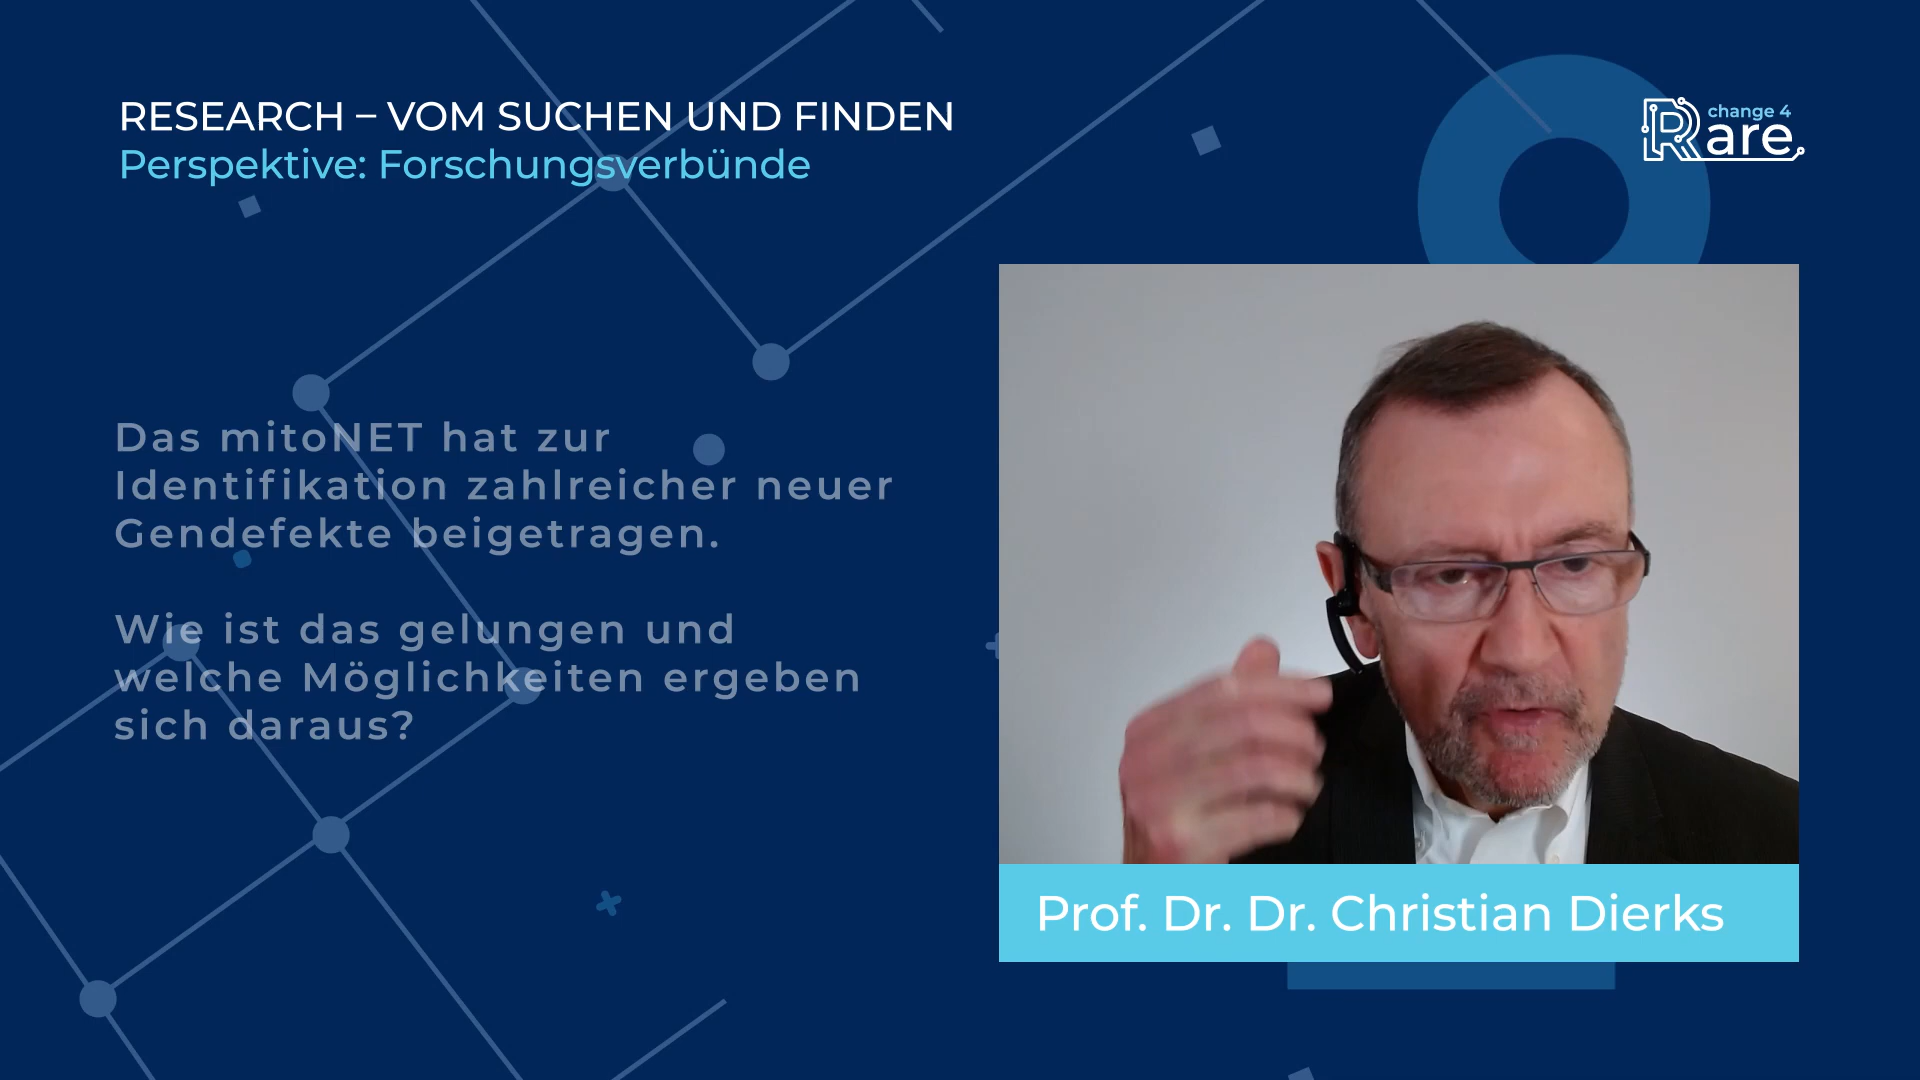 RESEARCH – VOM SUCHEN UND FINDEN
Perspektive: Forschungsverbünde
change 4
Rare
Das mitoNET hat zur
Identifikation zahlreicher neuer
Gendefekte beigetragen.
Wie ist das gelungen und
welche Möglichkeiten ergeben
sich daraus?
Prof. Dr. Dr. Christian Dierks